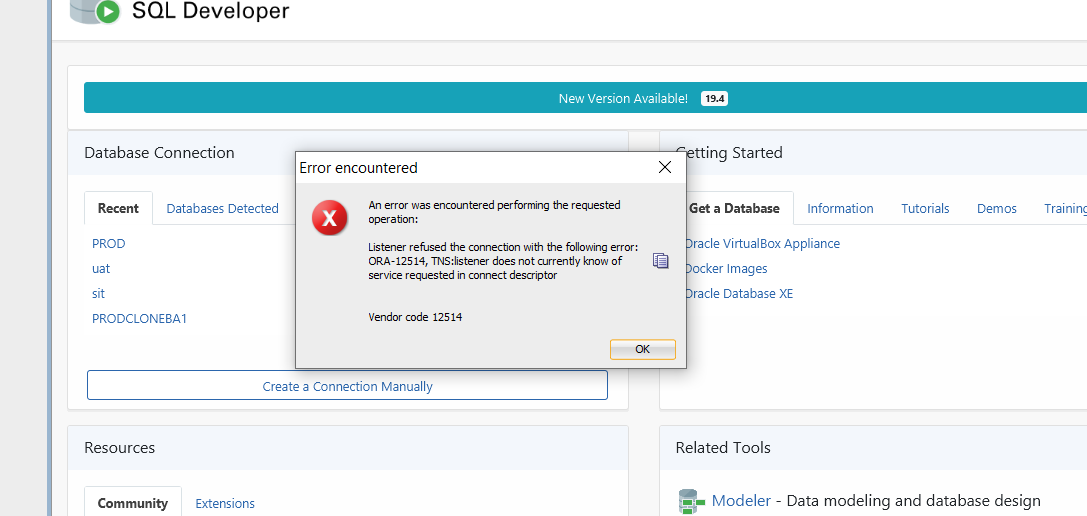 SQL Developer
New Version Available! 19.4
Database Connection
Recent
Databases Detected
PROD
uat
sit
PRODCLONEBA1
Create a Connection Manually
Error encountered
An error was encountered performing the requested
operation:
Listener refused the connection with the following error:
ORA-12514, TNS:listener does not currently know of
service requested in connect descriptor
Vendor code 12514
OK
Getting Started
Get a Database
Information
Tutorials
Demos
Training
Oracle VirtualBox Appliance
Docker Images
Oracle Database XE
Resources
Community
Extensions
Related Tools
Modeler - Data modeling and database design